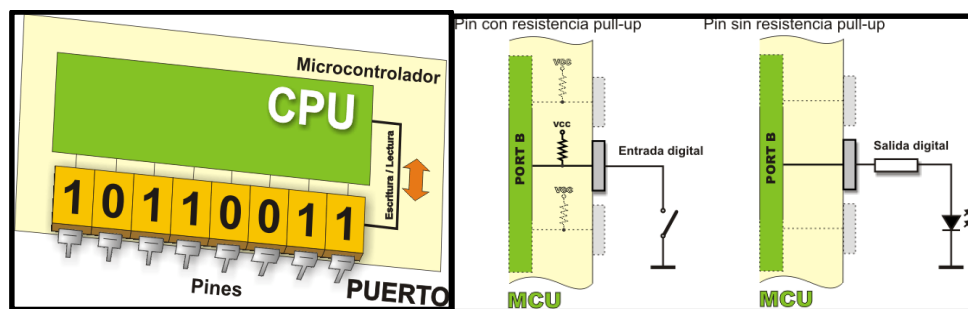 Microcontrolador
CPU
Escritura / Lectura
1 0 1 1 0 0 1 1
Pines
PUERTO
Pin con resistencia pull-up
vcc
vcc
PORT B
Entrada digital
vcc
MCU
Pin sin resistencia pull-up
PORT B
Salida digital
MCU